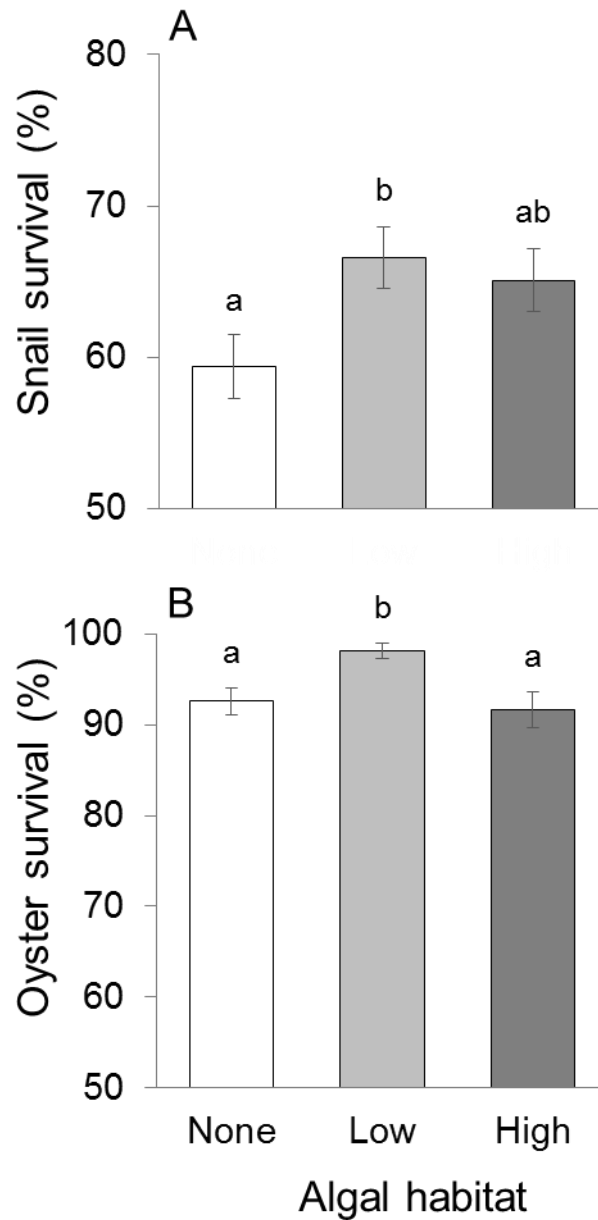 A
Snail survival (%)
80
70
60
50
a
b
ab
B
Oyster survival (%)
100
90
80
70
60
50
a
b
a
None Low High
Algal habitat